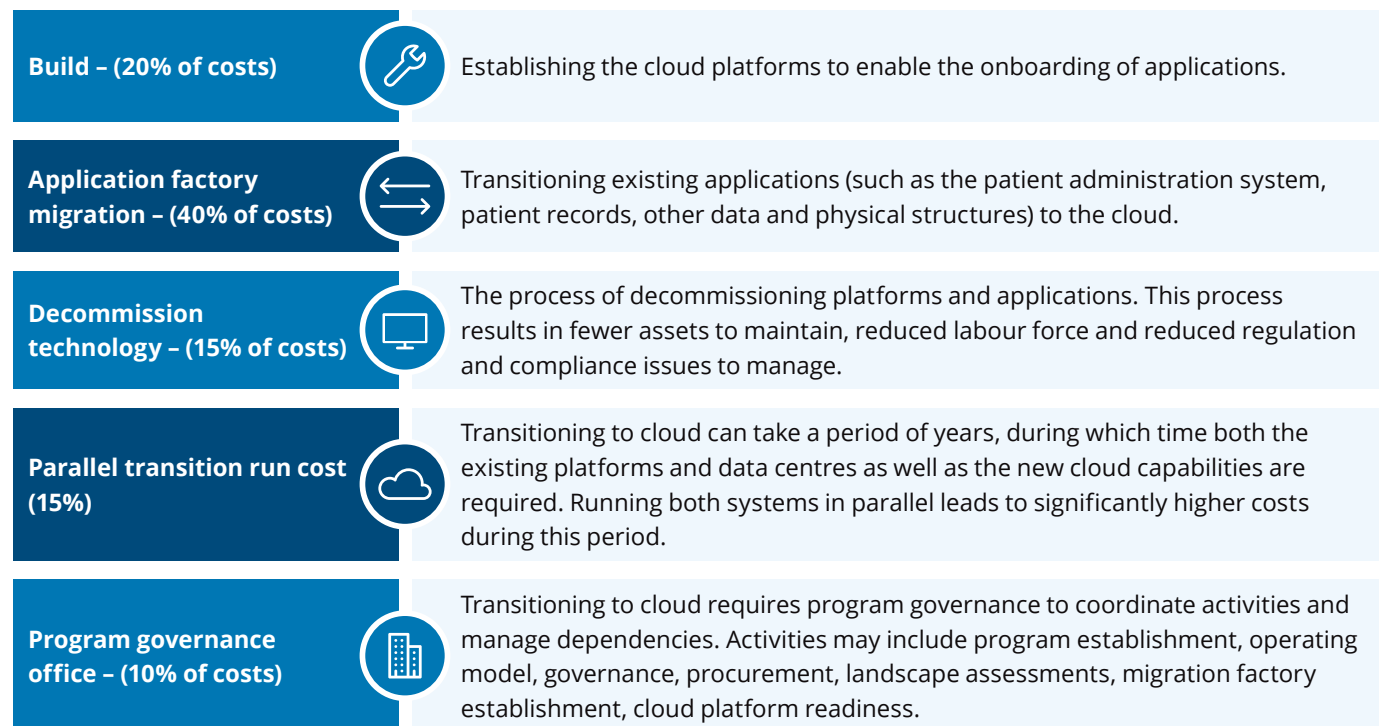 Build – (20% of costs)
Establishing the cloud platforms to enable the onboarding of applications.
Application factory
migration – (40% of costs)
Transitioning existing applications (such as the patient administration system,
patient records, other data and physical structures) to the cloud.
Decommission
technology – (15% of costs)
The process of decommissioning platforms and applications. This process
results in fewer assets to maintain, reduced labour force and reduced regulation
and compliance issues to manage.
Parallel transition run cost
(15%)
Transitioning to cloud can take a period of years, during which time both the
existing platforms and data centres as well as the new cloud capabilities are
required. Running both systems in parallel leads to significantly higher costs
during this period.
Program governance
office – (10% of costs)
Transitioning to cloud requires program governance to coordinate activities and
manage dependencies. Activities may include program establishment, operating
model, governance, procurement, landscape assessments, migration factory
establishment, cloud platform readiness.